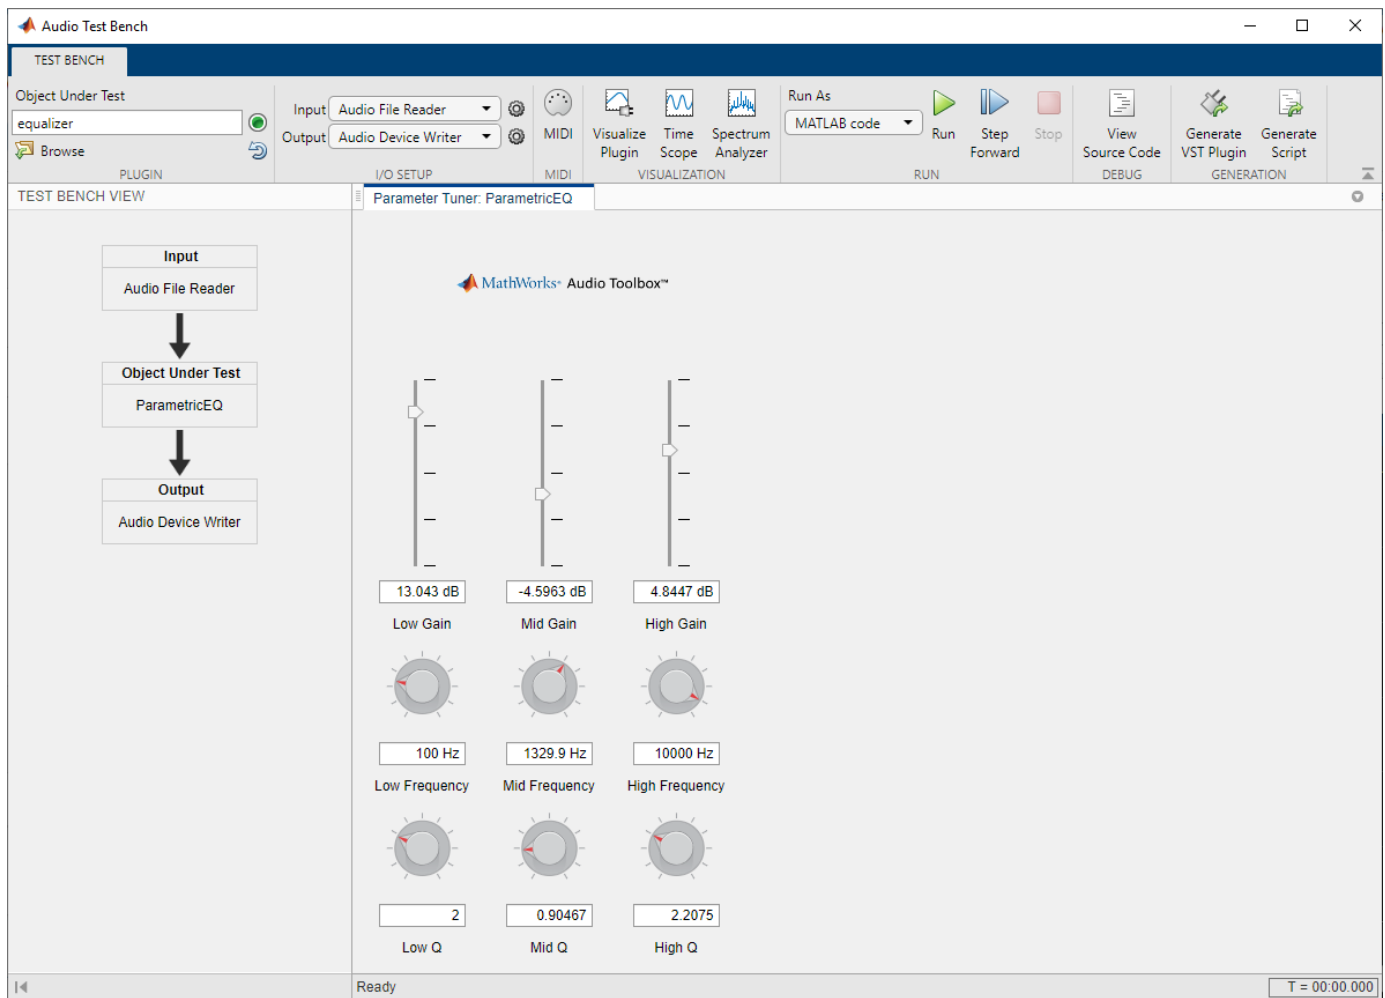 Audio Test Bench
TEST BENCH
Object Under Test
equalizer
Browse
PLUGIN
Input Audio File Reader
Output Audio Device Writer
I/O SETUP
MIDI
MIDI
Visualize Plugin
Time Scope
Spectrum Analyzer
VISUALIZATION
Run As
MATLAB code
Run
Step Forward
Stop
RUN
View Source Code
DEBUG
Generate VST Plugin
Generate Script
GENERATION
TEST BENCH VIEW
Parameter Tuner: ParametricEQ
Input
Audio File Reader
Object Under Test
ParametricEQ
Output
Audio Device Writer
MathWorks® Audio Toolbox™
13.043 dB -4.5963 dB 4.8447 dB
Low Gain Mid Gain High Gain
100 Hz 1329.9 Hz 10000 Hz
Low Frequency Mid Frequency High Frequency
2 0.90467 2.2075
Low Q Mid Q High Q
Ready
T = 00:00.000